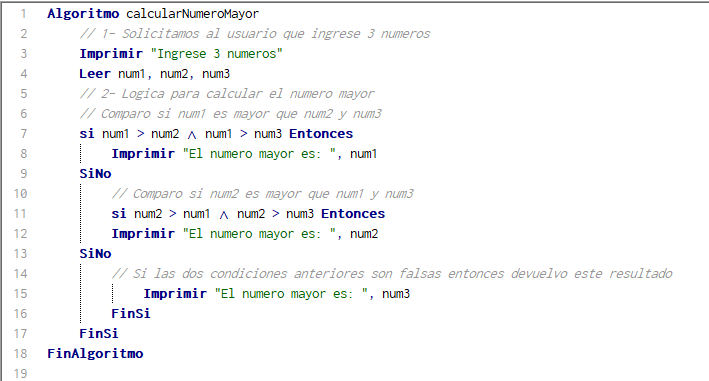 1 Algoritmo calcularNumeroMayor
2 // 1- Solicitamos al usuario que ingrese 3 numeros
3 Imprimir "Ingrese 3 numeros"
4 Leer num1, num2, num3
5 // 2- Logica para calcular el numero mayor
6 // Comparo si num1 es mayor que num2 y num3
7 si num1 > num2 ∧ num1 > num3 Entonces
8 Imprimir "El numero mayor es: ", num1
9 SiNo
10 // Comparo si num2 es mayor que num1 y num3
11 si num2 > num1 ∧ num2 > num3 Entonces
12 Imprimir "El numero mayor es: ", num2
13 SiNo
14 // Si las dos condiciones anteriores son falsas entonces devuelvo este resultado
15 Imprimir "El numero mayor es: ", num3
16 FinSi
17 FinSi
18 FinAlgoritmo
19